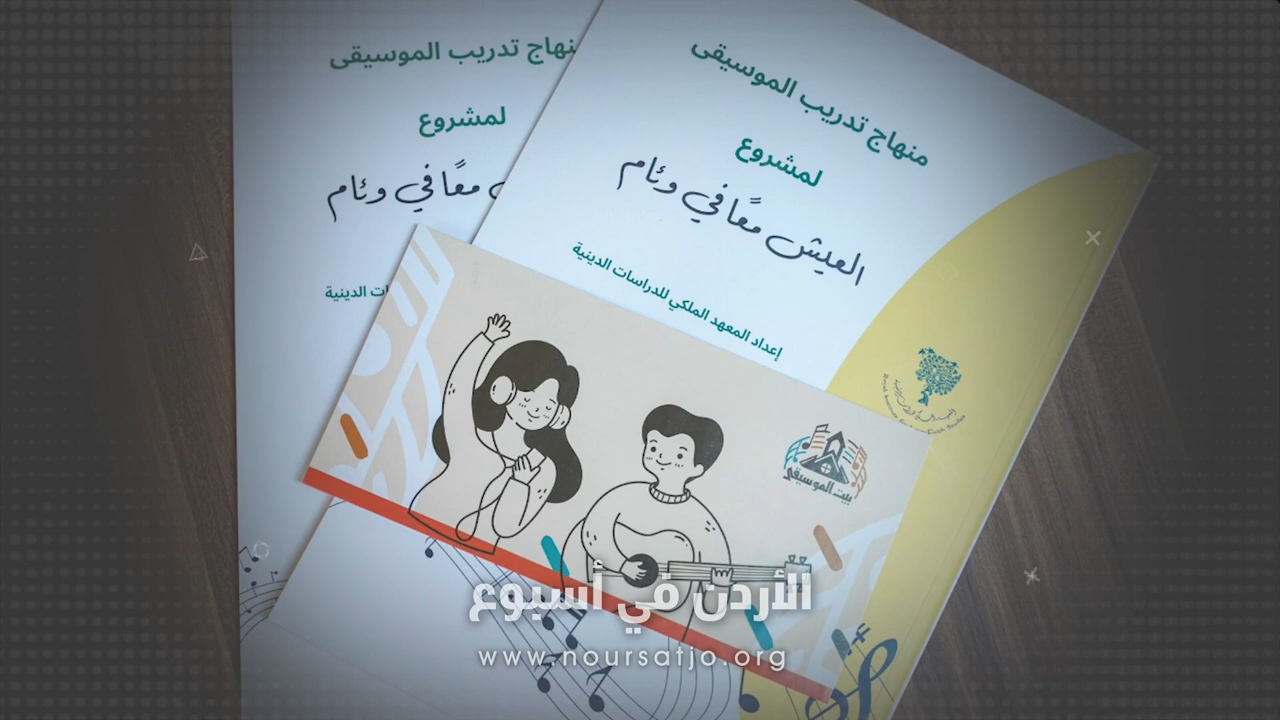 منهاج تدريب الموسيقى
لمشروع
العيش معًا في وئام
إعداد المعهد الملكي للدراسات الدينية
منهاج تدريب الموسيقى
لمشروع
معًا في وئام
الدينية
بيت الموسيقى
الأردن في أسبوع
www.noursatjo.org